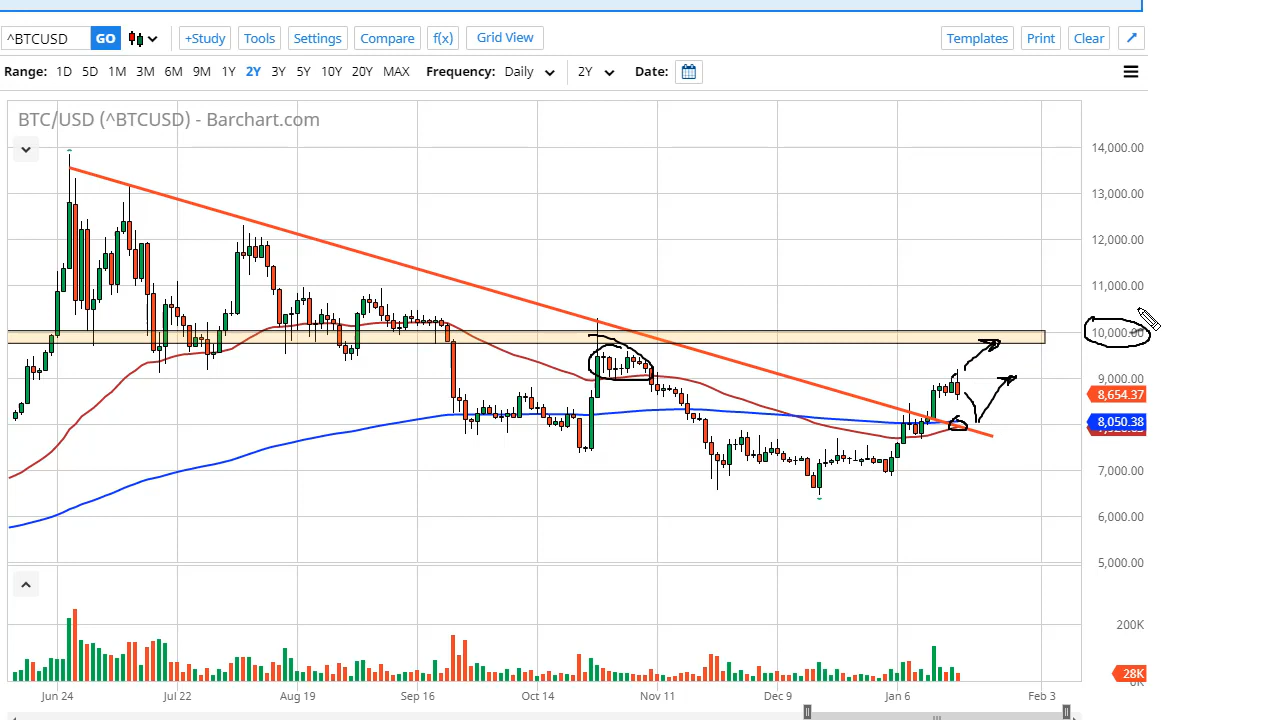 ^BTCUSD GO +Study Tools Settings Compare f(x) Grid View Templates Print Clear
Range: 1D 5D 1M 3M 6M 9M 1Y 2Y 3Y 5Y 10Y 20Y MAX Frequency: Daily 2Y Date:
BTC/USD (^BTCUSD) - Barchart.com
14,000.00
13,000.00
12,000.00
11,000.00
10,000.00
9,000.00
8,654.37
8,050.38
7,000.00
6,000.00
5,000.00
200K
28K
Jun 24 Jul 22 Aug 19 Sep 16 Oct 14 Nov 11 Dec 9 Jan 6 Feb 3